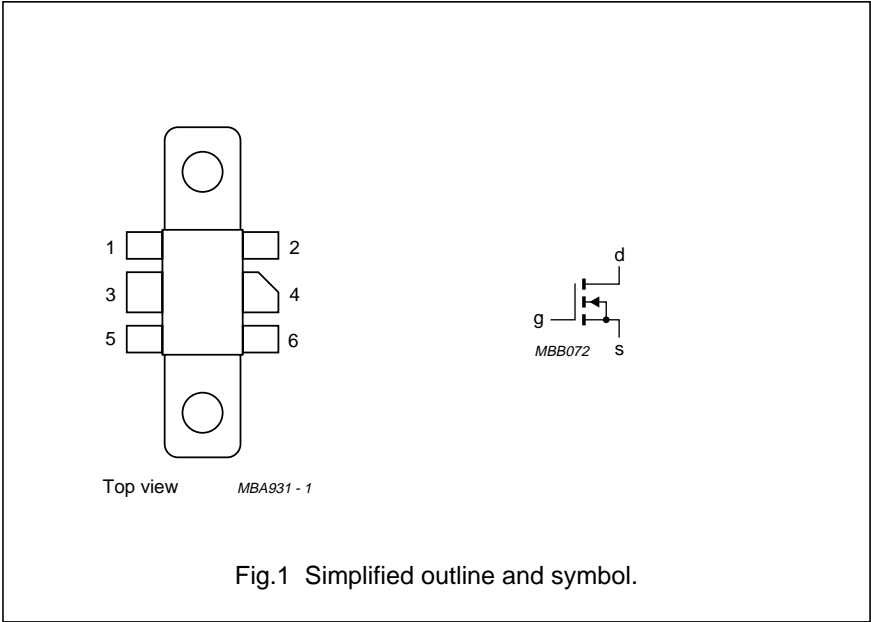 1 2
3 4
5 6
Top view MBA931 - 1
d
g
MBB072 s
Fig.1 Simplified outline and symbol.